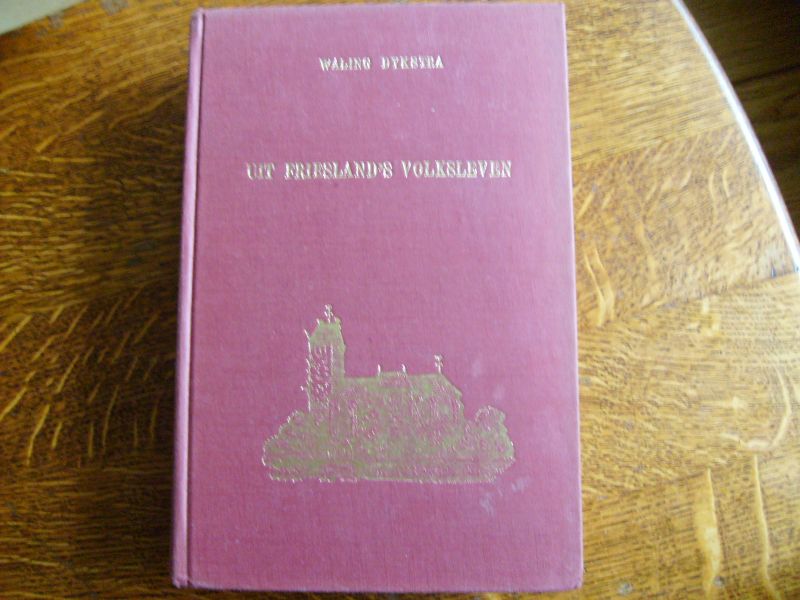 WALING DYKSTRA
UIT FRIESLAND'S VOLKSLEVEN